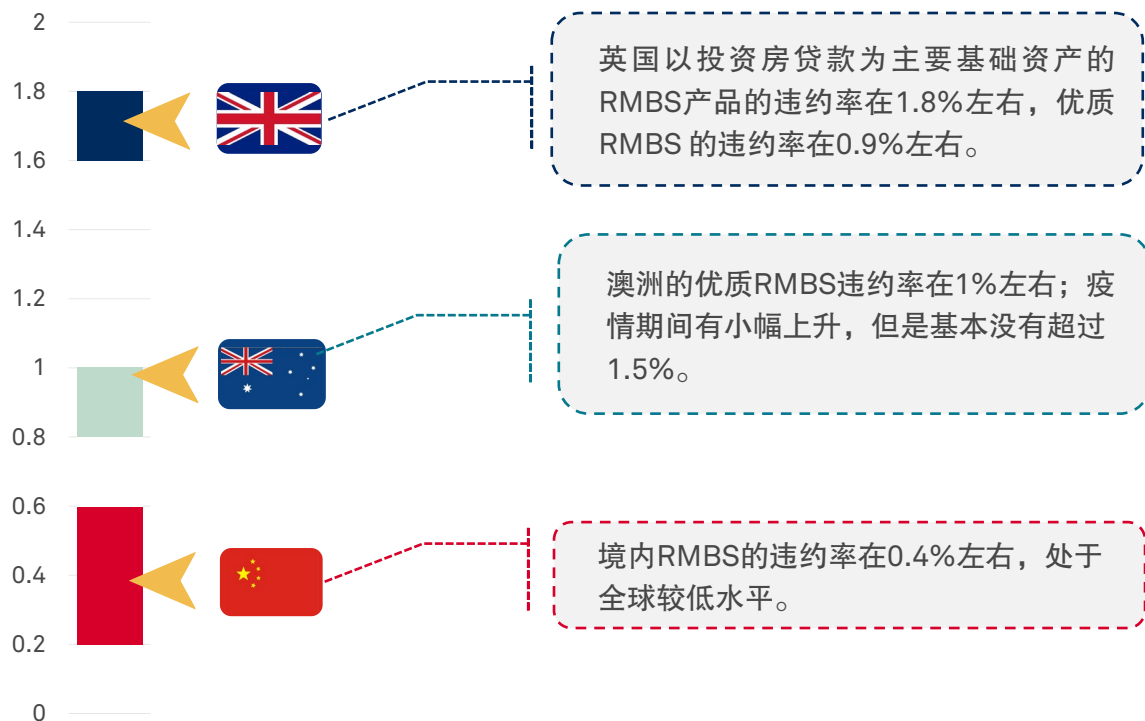 2
1.8
1.6
1.4
1.2
1
0.8
0.6
0.4
0.2
0
英国以投资房贷款为主要基础资产的
RMBS产品的违约率在1.8%左右，优质
RMBS 的违约率在0.9%左右。
澳洲的优质RMBS违约率在1%左右；疫
情期间有小幅上升，但是基本没有超过
1.5%。
境内RMBS的违约率在0.4%左右，处于
全球较低水平。